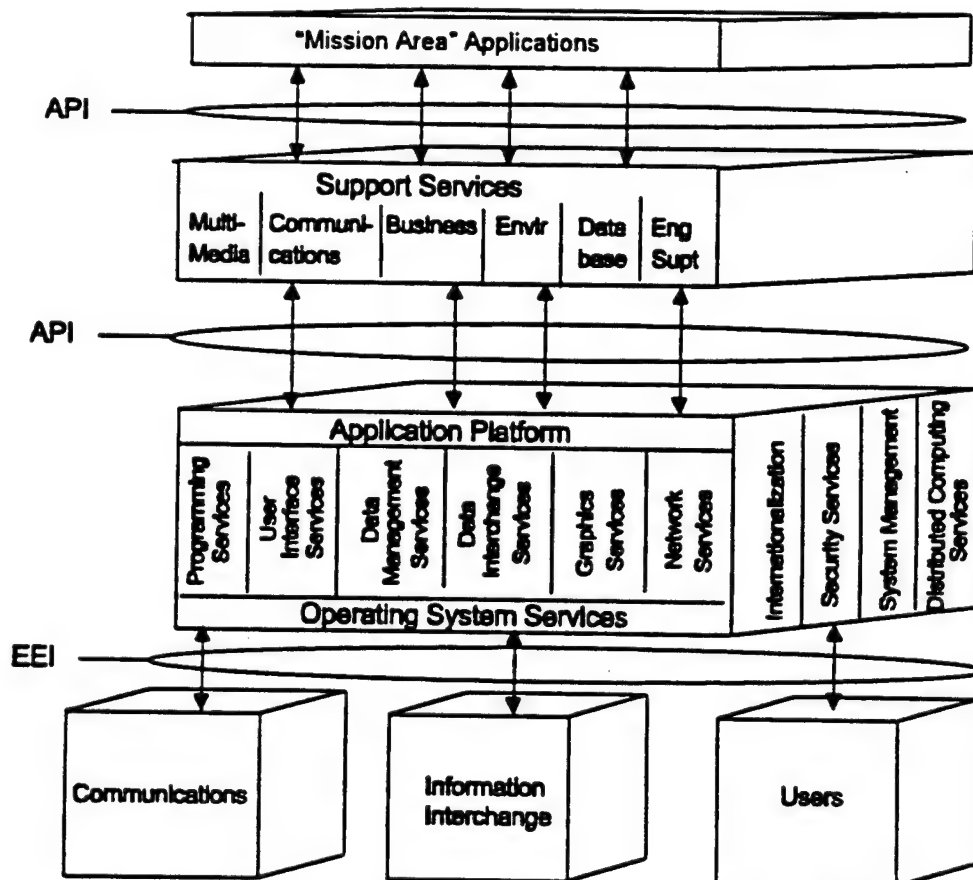 "Mission Area" Applications
API
Support Services
Multi-
Media
Communi-
cations
Business
Envir
Data
base
Eng
Supt
API
Application Platform
Programming
Services
User
Interface
Services
Data
Management
Services
Data
Interchange
Services
Graphics
Services
Network
Services
Internationalization
Security Services
System Management
Distributed Computing
Services
Operating System Services
EEI
Communications
Information
Interchange
Users